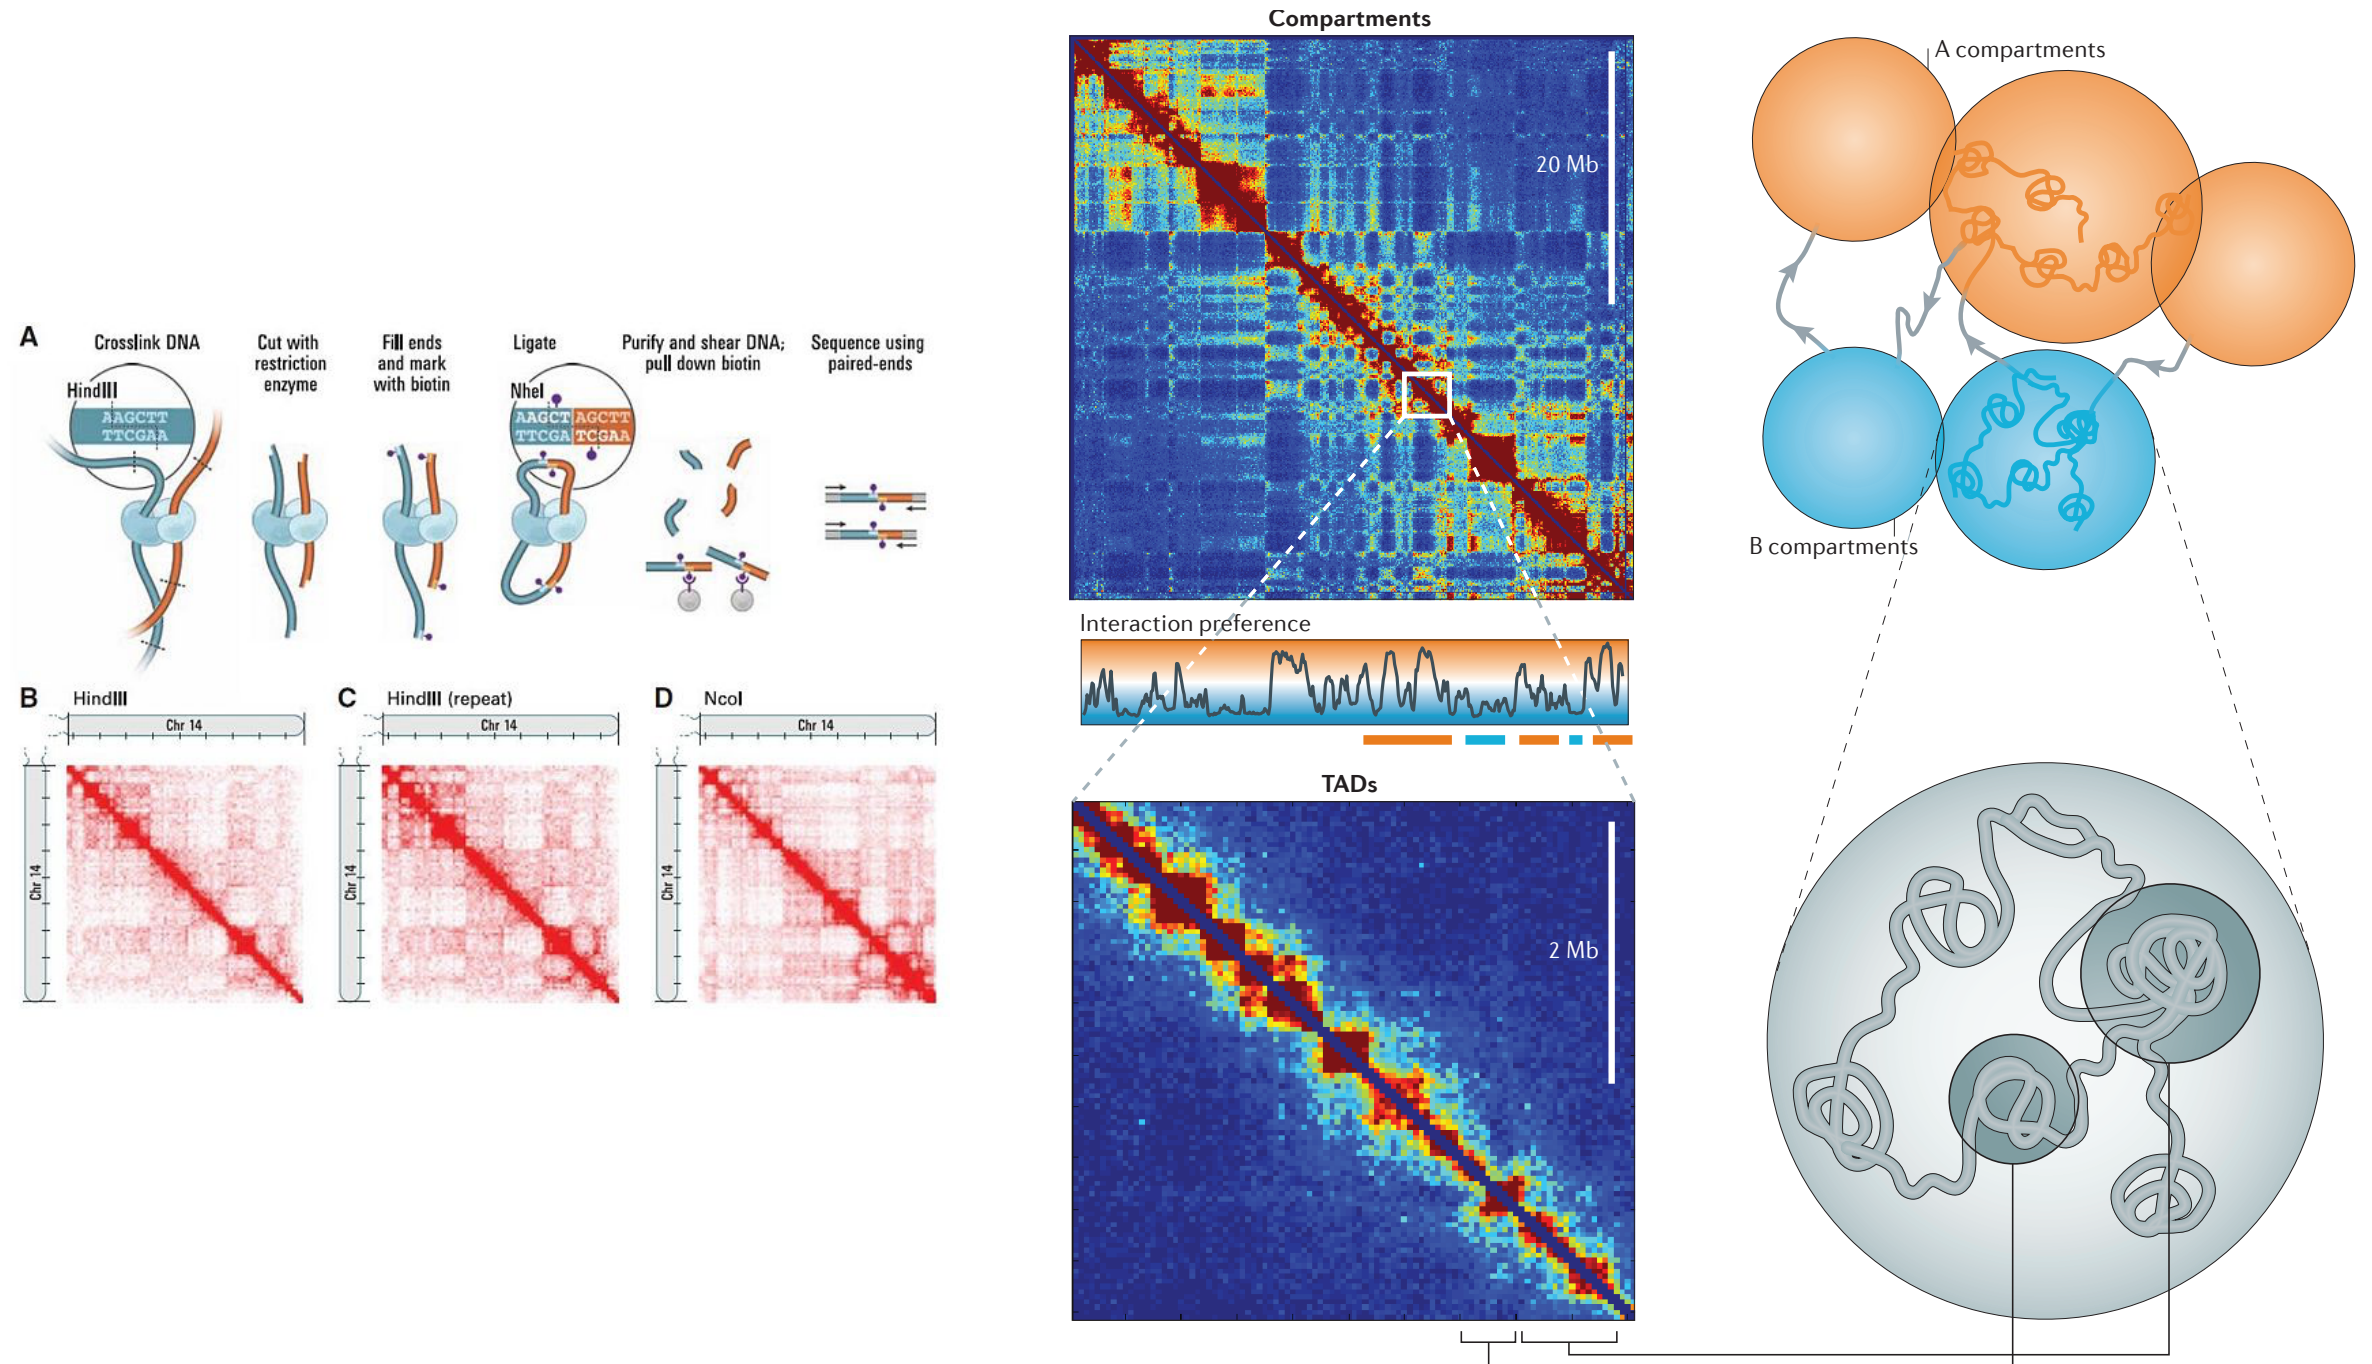 A
Crosslink DNA
Cut with
restriction
enzyme
Fill ends
and mark
with biotin
Ligate
Purify and shear DNA;
pull down biotin
Sequence using
paired-ends
HindIII
AAGCTT
TTCGAA
NheI
AAGCT AGCTT
TTCGA TCGAA
B
HindIII
Chr 14
Chr 14
C
HindIII (repeat)
Chr 14
Chr 14
D
NcoI
Chr 14
Chr 14
Compartments
20 Mb
Interaction preference
TADs
2 Mb
A compartments
B compartments